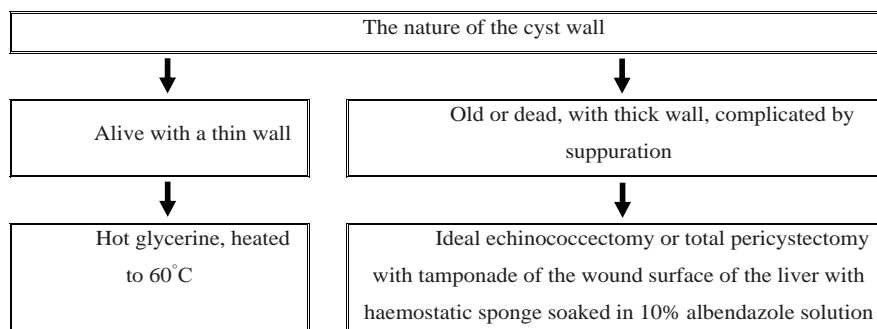 The nature of the cyst wall
Alive with a thin wall
Old or dead, with thick wall, complicated by
suppuration
Hot glycerine, heated
to 60°C
Ideal echinococcectomy or total pericystectomy
with tamponade of the wound surface of the liver with
haemostatic sponge soaked in 10% albendazole solution